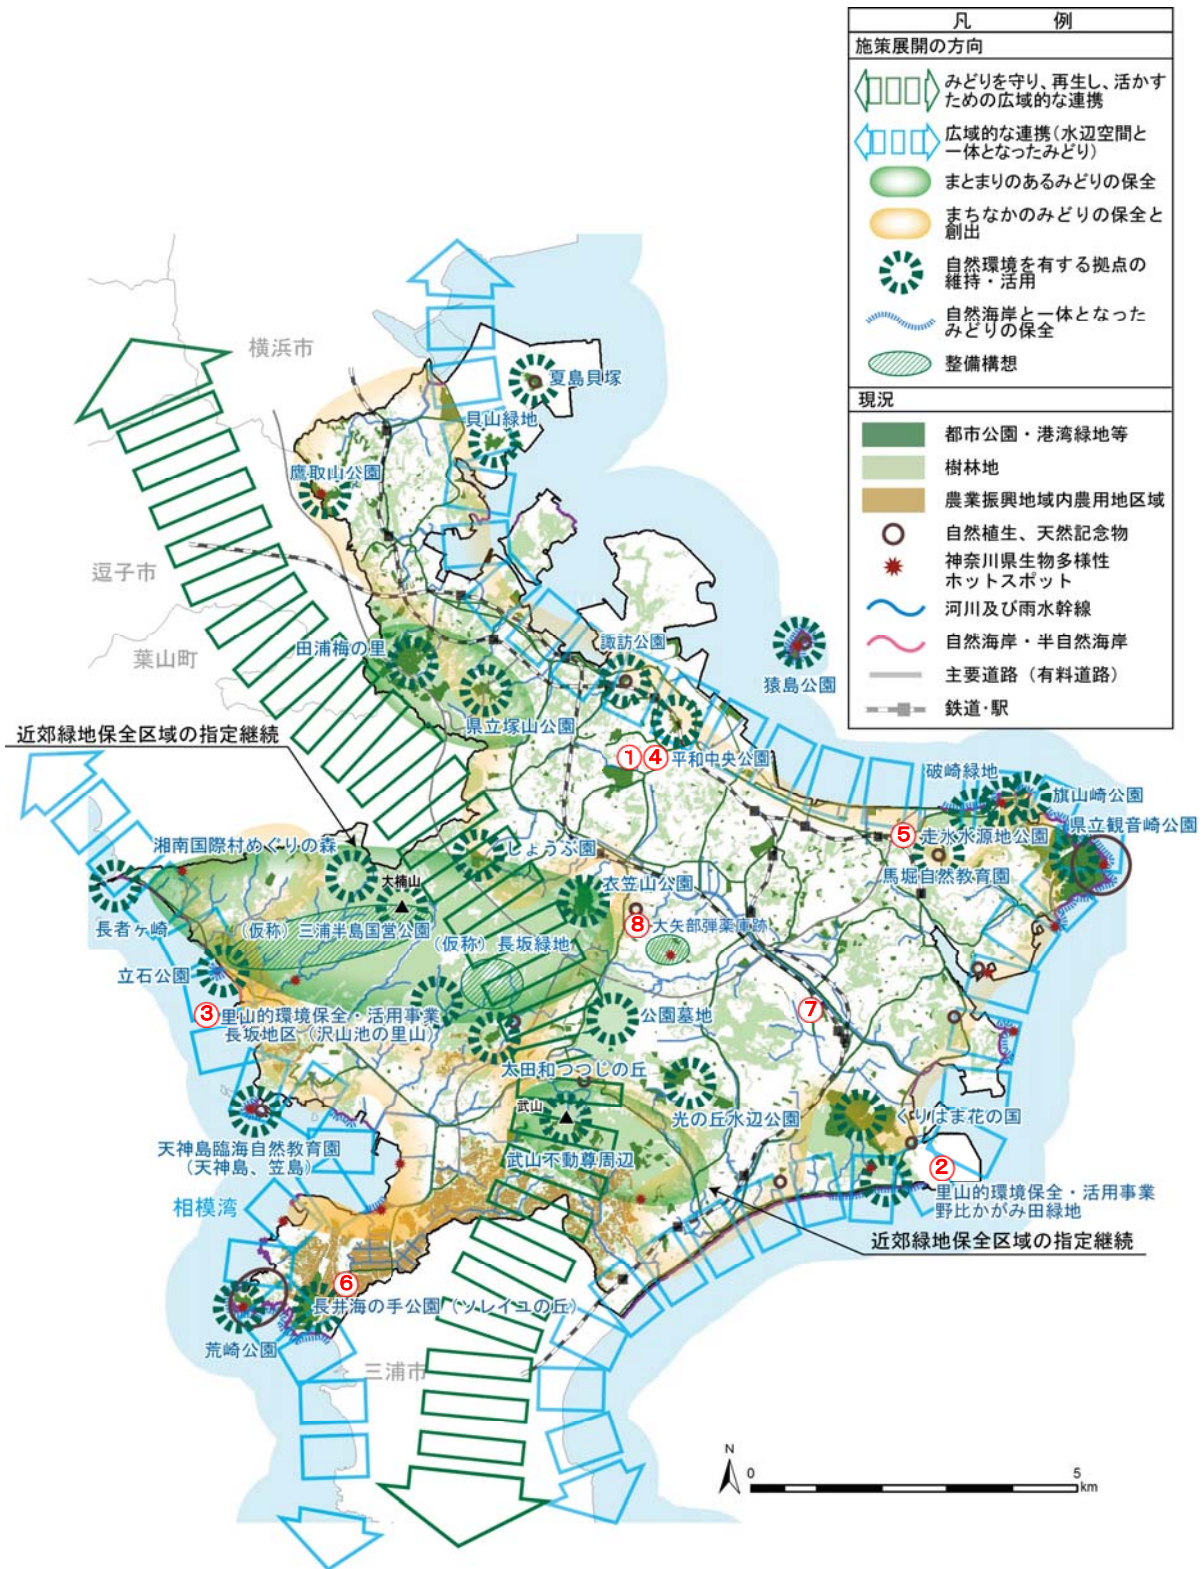 凡 例
施策展開の方向
みどりを守り、再生し、活かす
ための広域的な連携
広域的な連携(水辺空間と
一体となったみどり)
まとまりのあるみどりの保全
まちなかのみどりの保全と
創出
自然環境を有する拠点の
維持・活用
自然海岸と一体となった
みどりの保全
整備構想
現況
都市公園・港湾緑地等
樹林地
農業振興地域内農用地区域
自然植生、天然記念物
神奈川県生物多様性
ホットスポット
河川及び雨水幹線
自然海岸・半自然海岸
主要道路(有料道路)
鉄道・駅
横浜市
夏島貝塚
貝山緑地
鷹取山公園
逗子市
葉山町
田浦梅の里
諏訪公園
猿島公園
県立塚山公園
近郊緑地保全区域の指定継続
①④平和中央公園
破崎緑地
旗山崎公園
県立観音崎公園
⑤走水水源地公園
馬堀自然教育園
湘南国際村めぐりの森
しょうぶ園
大楠山
衣笠山公園
長者ヶ崎
(仮称)三浦半島国営公園
(仮称)長坂緑地
⑧大矢部弾薬庫跡
立石公園
③里山的環境保全・活用事業
長坂地区(沢山池の里山)
公園墓地
⑦
太田和つつじの丘
武山
光の丘水辺公園
くりはま花の国
天神島臨海自然教育園
(天神島、笠島)
武山不動尊周辺
②
里山的環境保全・活用事業
野比かがみ田緑地
相模湾
近郊緑地保全区域の指定継続
⑥
長井海の手公園(ソレイユの丘)
荒崎公園
三浦市
N
0 5
km